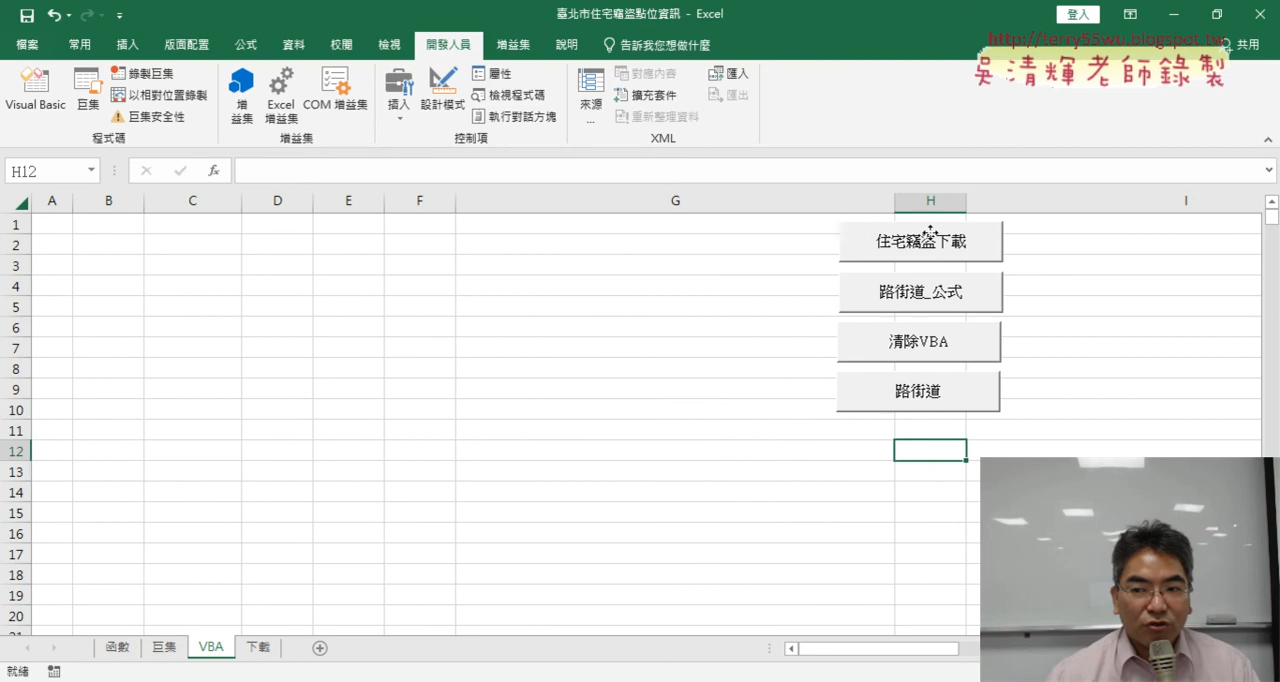 臺北市住宅竊盜點位資訊 - Excel
登入
檔案 常用 插入 版面配置 公式 資料 校閱 檢視 開發人員 增益集 說明 告訴我您想做什麼 共用
http://terry55wu.blogspot.tw
吳清輝老師錄製
Visual Basic 巨集 錄製巨集 以相對位置錄製 巨集安全性
程式碼
增益集 Excel 增益集 COM 增益集
增益集
插入 設計模式 屬性 檢視程式碼 執行對話方塊
控制項
來源... 對應內容 擴充套件 重新整理資料 匯入 匯出
XML
H12 fx
A B C D E F G H I
1
2
3
4
5
6
7
8
9
10
11
12
13
14
15
16
17
18
19
20
21
住宅竊盜下載
路街道_公式
清除VBA
路街道
函數 巨集 VBA 下載
就緒